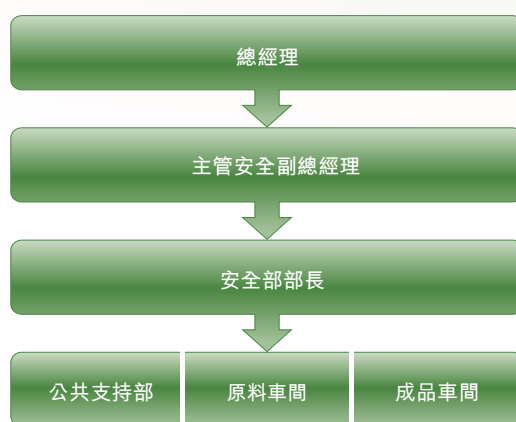 總經理
主管安全副總經理
安全部部長
公共支持部
原料車間
成品車間